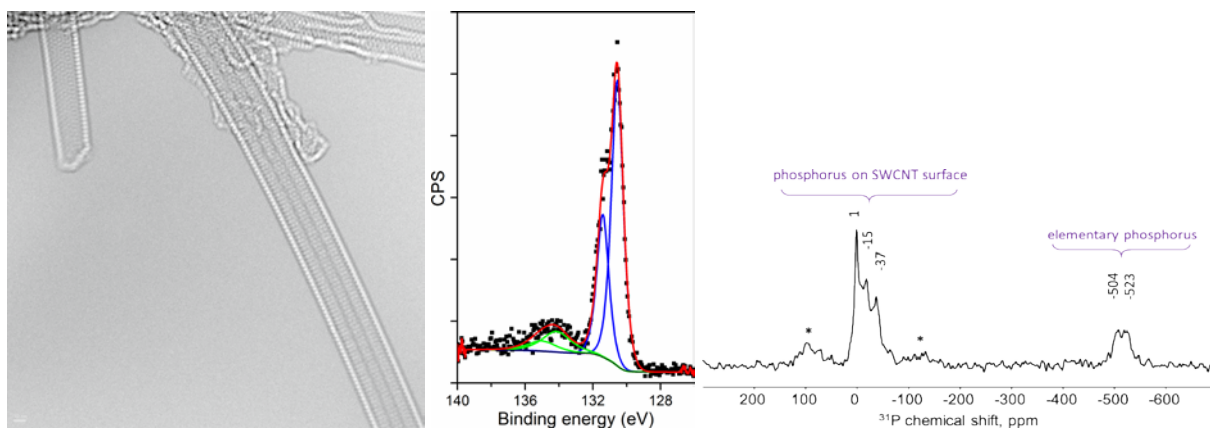 CPS
140 136 132 128
Binding energy (eV)
phosphorus on SWCNT surface
elementary phosphorus
1
-15
-37
-504
-523
* *
200 100 0 -100 -200 -300 -400 -500 -600
³¹P chemical shift, ppm